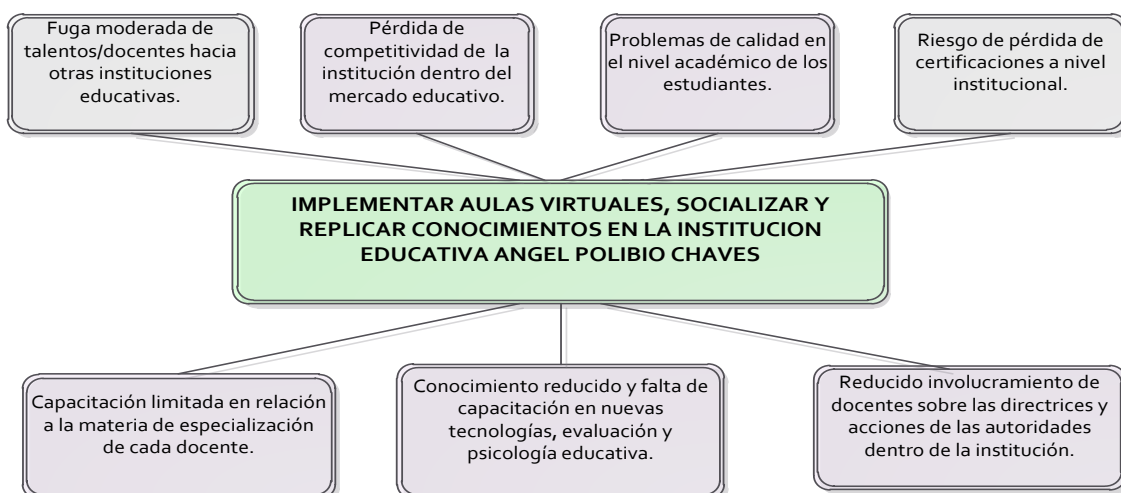 Fuga moderada de
talentos/docentes hacia
otras instituciones
educativas.
Pérdida de
competitividad de la
institución dentro del
mercado educativo.
Problemas de calidad en
el nivel académico de los
estudiantes.
Riesgo de pérdida de
certificaciones a nivel
institucional.
IMPLEMENTAR AULAS VIRTUALES, SOCIALIZAR Y
REPLICAR CONOCIMIENTOS EN LA INSTITUCION
EDUCATIVA ANGEL POLIBIO CHAVES
Capacitación limitada en relación
a la materia de especialización
de cada docente.
Conocimiento reducido y falta de
capacitación en nuevas
tecnologías, evaluación y
psicología educativa.
Reducido involucramiento de
docentes sobre las directrices y
acciones de las autoridades
dentro de la institución.